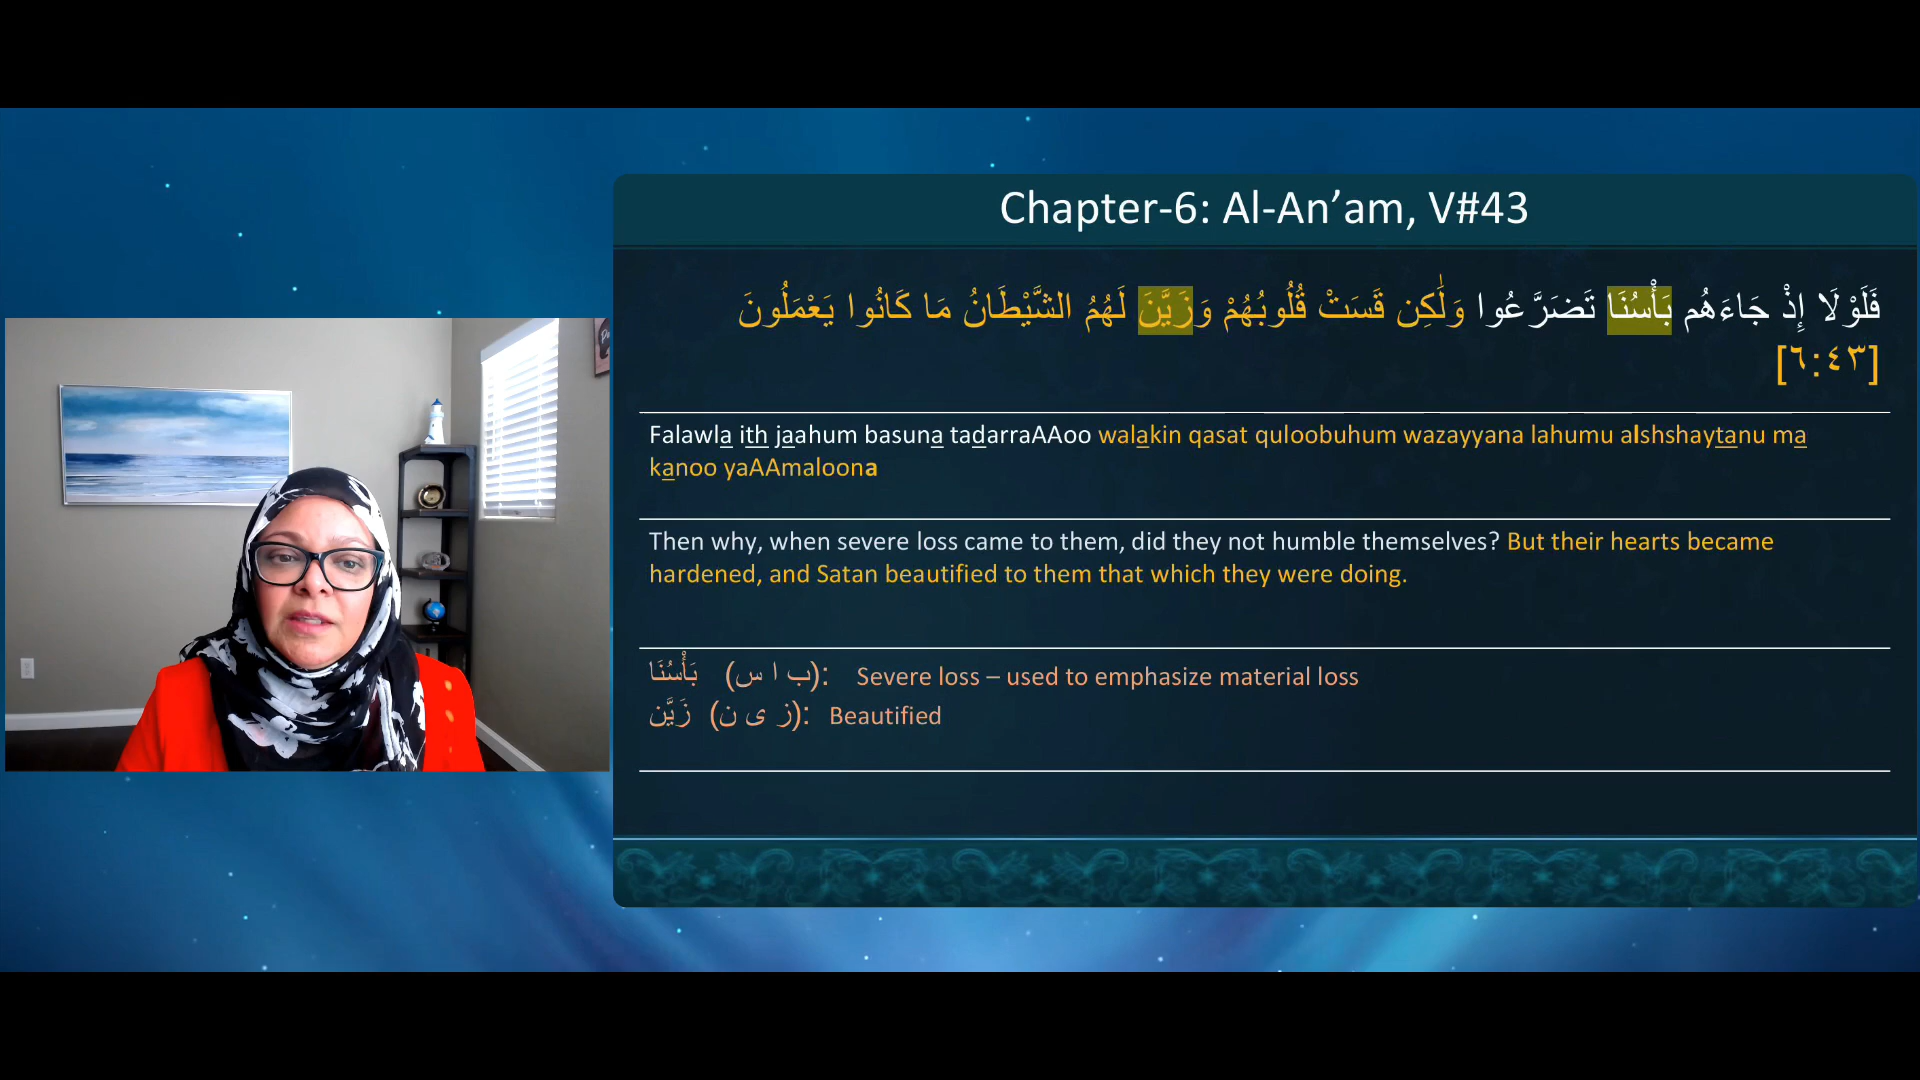 Chapter-6: Al-An’am, V#43
فَلَوْلَا إِذْ جَاءَهُم بَأْسُنَا تَضَرَّعُوا وَلَٰكِن قَسَتْ قُلُوبُهُمْ وَزَيَّنَ لَهُمُ الشَّيْطَانُ مَا كَانُوا يَعْمَلُونَ
[٦:٤٣]
Falawla ith jaahum basuna tadarraAAoo walakin qasat quloobuhum wazayyana lahumu alshshaytanu ma
kanoo yaAAmaloona
Then why, when severe loss came to them, did they not humble themselves? But their hearts became
hardened, and Satan beautified to them that which they were doing.
بَأْسُنَا (ب ا س): Severe loss – used to emphasize material loss
زَيَّن (ز ی ن): Beautified